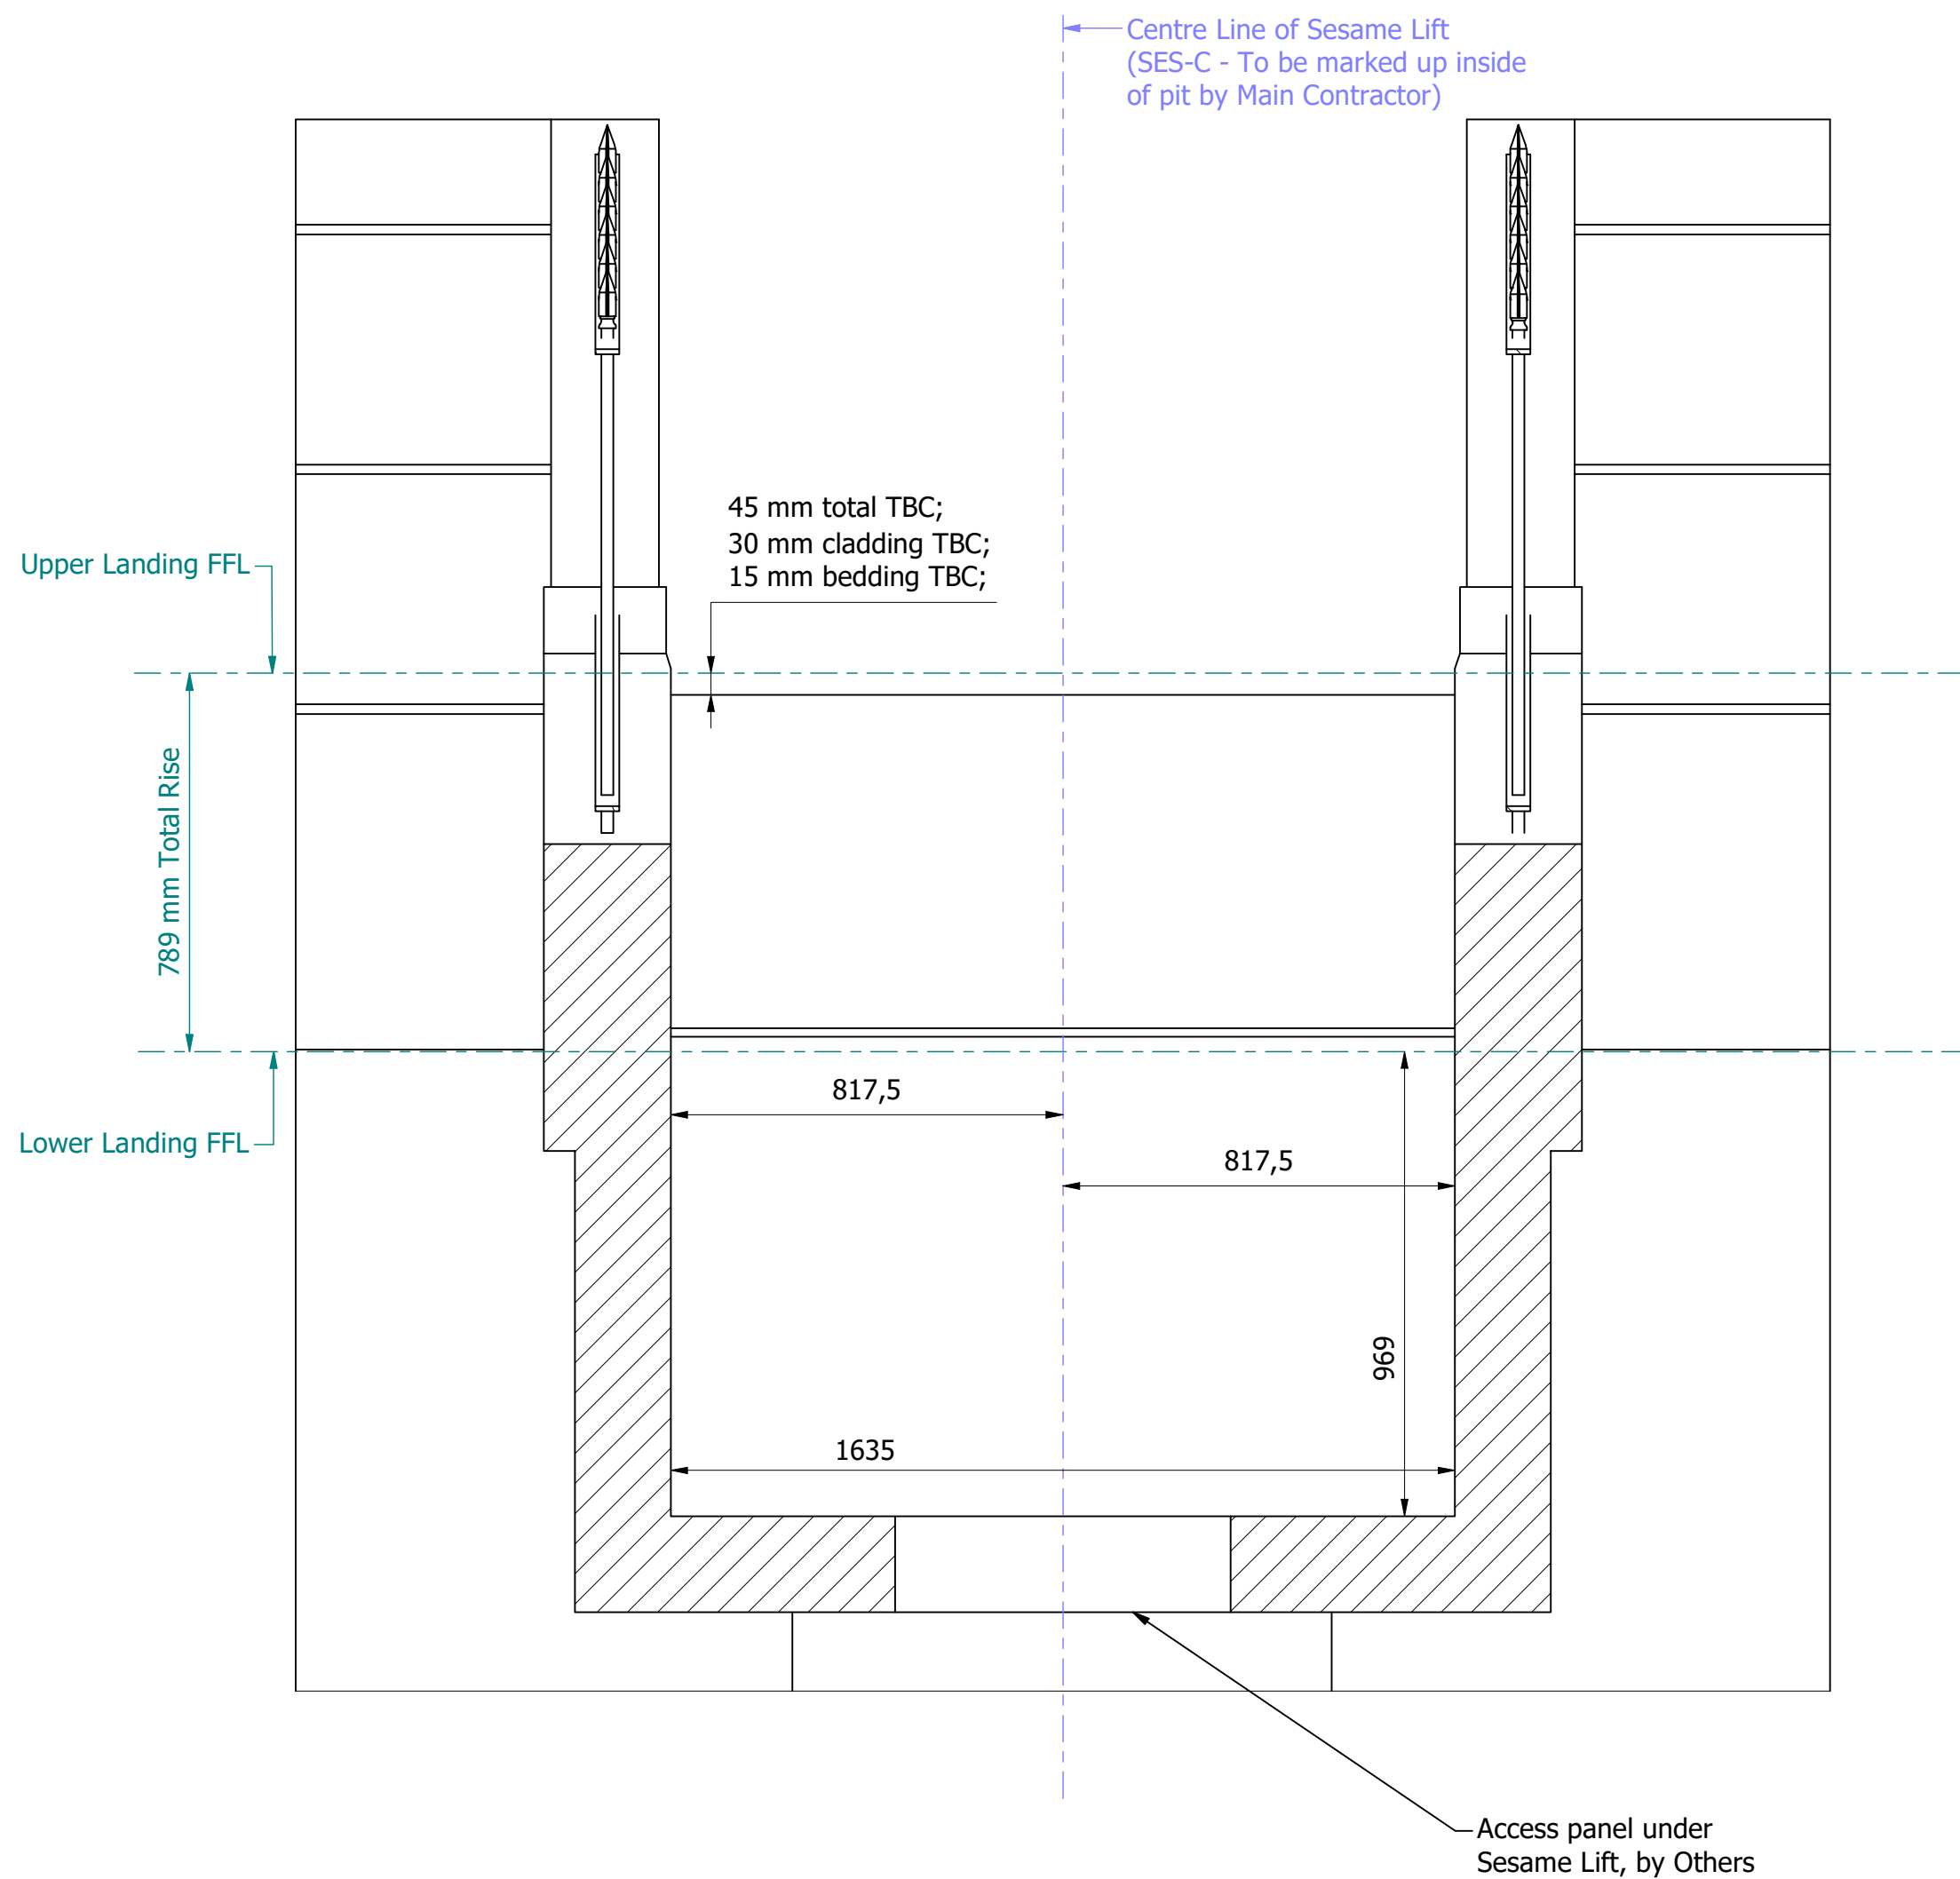 Centre Line of Sesame Lift
(SES-C - To be marked up inside
of pit by Main Contractor)
45 mm total TBC;
30 mm cladding TBC;
15 mm bedding TBC;
Upper Landing FFL
789 mm Total Rise
817,5
Lower Landing FFL
817,5
969
1635
Access panel under
Sesame Lift, by Others